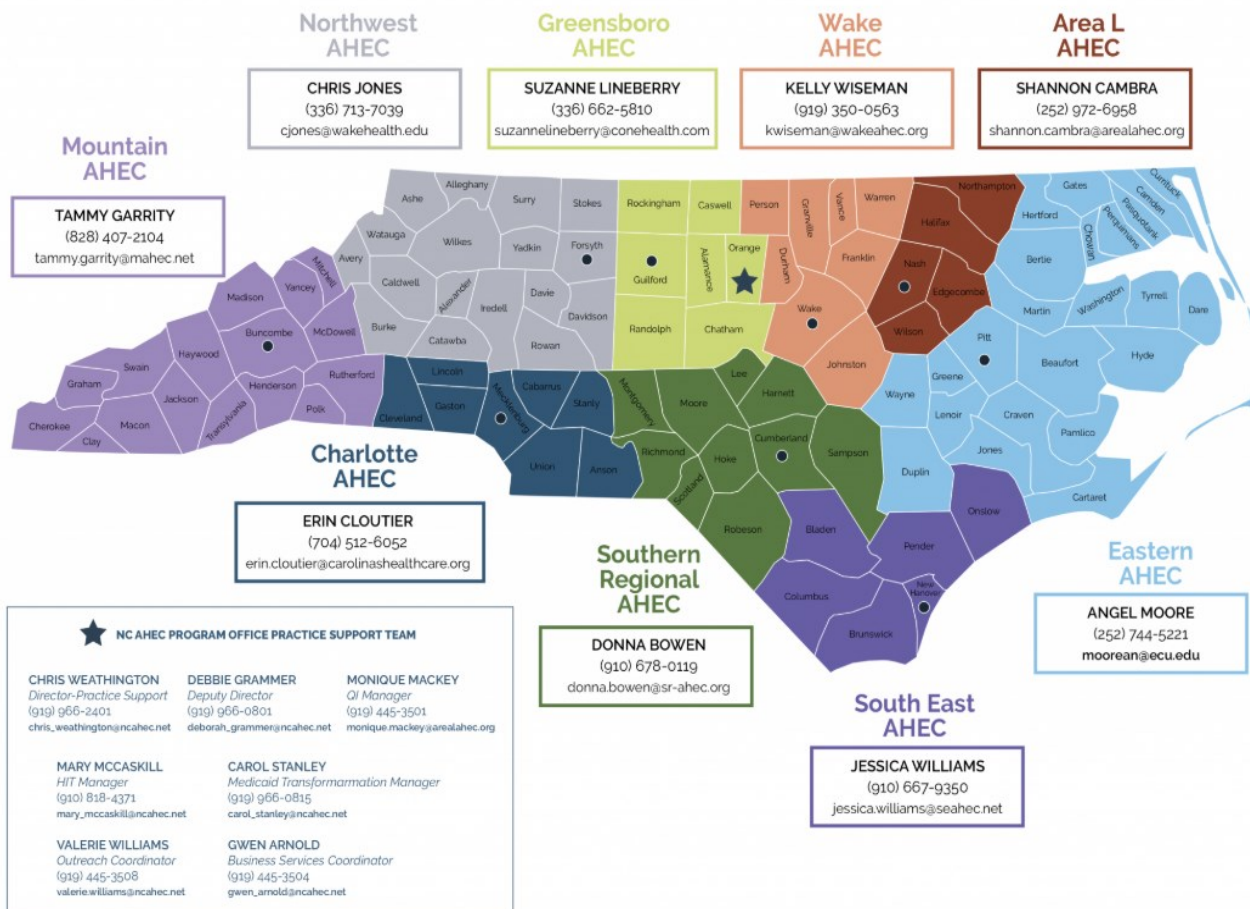 Northwest
AHEC
CHRIS JONES
(336) 713-7039
cjones@wakehealth.edu
Greensboro
AHEC
SUZANNE LINEBERRY
(336) 662-5810
suzannelineberry@conehealth.com
Wake
AHEC
KELLY WISEMAN
(919) 350-0563
kwiseman@wakeahec.org
Area L
AHEC
SHANNON CAMBRA
(252) 972-6958
shannon.cambra@arealahec.org
Mountain
AHEC
TAMMY GARRITY
(828) 407-2104
tammy.garrity@mahec.net
Cherokee
Graham
Clay
Swain
Macon
Jackson
Haywood
Transylvania
Madison
Buncombe
Henderson
Yancey
Mitchell
McDowell
Polk
Rutherford
Avery
Watauga
Ashe
Alleghany
Wilkes
Caldwell
Burke
Alexander
Catawba
Surry
Yadkin
Iredell
Stokes
Forsyth
Davie
Davidson
Rowan
Rockingham
Caswell
Guilford
Alamance
Orange
Randolph
Chatham
Person
Granville
Vance
Warren
Durham
Franklin
Wake
Johnston
Northampton
Halifax
Nash
Edgecombe
Wilson
Gates
Hertford
Currituck
Camden
Pasquotank
Perquimans
Chowan
Bertie
Martin
Washington
Tyrrell
Dare
Pitt
Beaufort
Hyde
Greene
Wayne
Lenoir
Craven
Pamlico
Jones
Duplin
Cartaret
Cleveland
Lincoln
Gaston
Mecklenburg
Cabarrus
Stanly
Union
Anson
Montgomery
Moore
Lee
Harnett
Richmond
Hoke
Scotland
Cumberland
Sampson
Robeson
Bladen
Columbus
Brunswick
Pender
New
Hanover
Onslow
Charlotte
AHEC
ERIN CLOUTIER
(704) 512-6052
erin.cloutier@carolinashealthcare.org
Southern
Regional
AHEC
DONNA BOWEN
(910) 678-0119
donna.bowen@sr-ahec.org
Eastern
AHEC
ANGEL MOORE
(252) 744-5221
moorean@ecu.edu
South East
AHEC
JESSICA WILLIAMS
(910) 667-9350
jessica.williams@seahec.net
NC AHEC PROGRAM OFFICE PRACTICE SUPPORT TEAM
CHRIS WEATHINGTON
Director-Practice Support
(919) 966-2401
chris_weathington@ncahec.net
DEBBIE GRAMMER
Deputy Director
(919) 966-0801
deborah_grammer@ncahec.net
MONIQUE MACKEY
QI Manager
(919) 445-3501
monique.mackey@arealahec.org
MARY MCCASKILL
HIT Manager
(910) 818-4371
mary_mccaskill@ncahec.net
CAROL STANLEY
Medicaid Transformarmation Manager
(919) 966-0815
carol_stanley@ncahec.net
VALERIE WILLIAMS
Outreach Coordinator
(919) 445-3508
valerie.williams@ncahec.net
GWEN ARNOLD
Business Services Coordinator
(919) 445-3504
gwen_arnold@ncahec.net